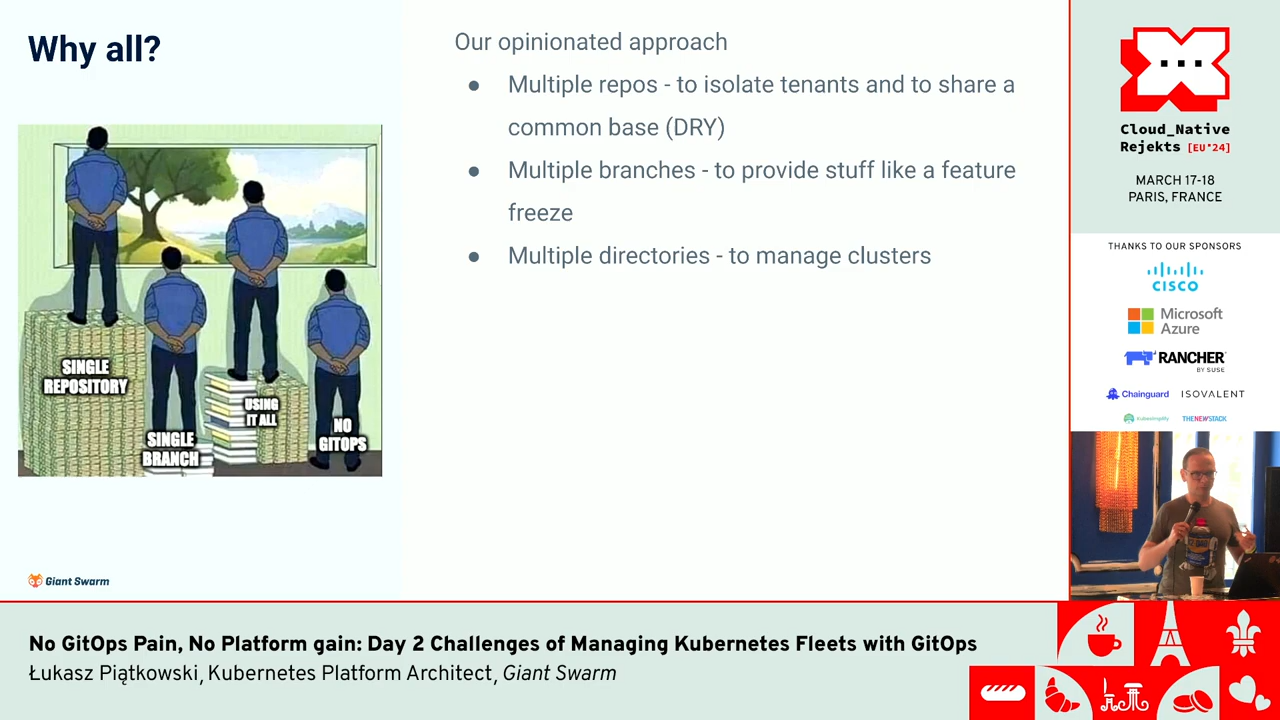 Why all?
SINGLE
REPOSITORY
SINGLE
BRANCH
USING
IT ALL
NO
GITOPS
Giant Swarm
Our opinionated approach
● Multiple repos - to isolate tenants and to share a
common base (DRY)
● Multiple branches - to provide stuff like a feature
freeze
● Multiple directories - to manage clusters
Cloud_Native
Rejekts [EU'24]
MARCH 17-18
PARIS, FRANCE
THANKS TO OUR SPONSORS
CISCO
Microsoft
Azure
RANCHER
BY SUSE
Chainguard ISOVALENT
Kubesimplify THENEWSTACK
No GitOps Pain, No Platform gain: Day 2 Challenges of Managing Kubernetes Fleets with GitOps
Łukasz Piątkowski, Kubernetes Platform Architect, Giant Swarm